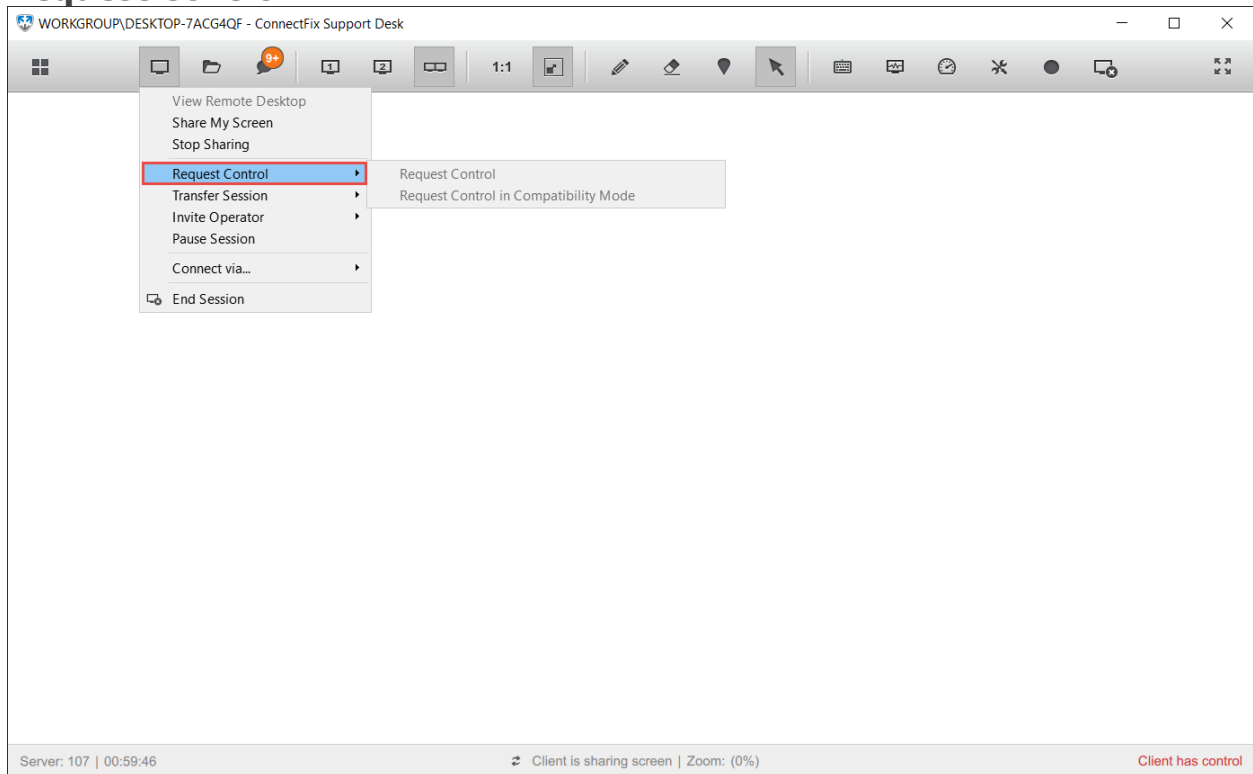 WORKGROUP\DESKTOP-7ACG4QF - ConnectFix Support Desk
9+
1
2
1:1
View Remote Desktop
Share My Screen
Stop Sharing
Request Control
Request Control
Transfer Session
Request Control in Compatibility Mode
Invite Operator
Pause Session
Connect via...
End Session
Server: 107 | 00:59:46
Client is sharing screen | Zoom: (0%)
Client has control